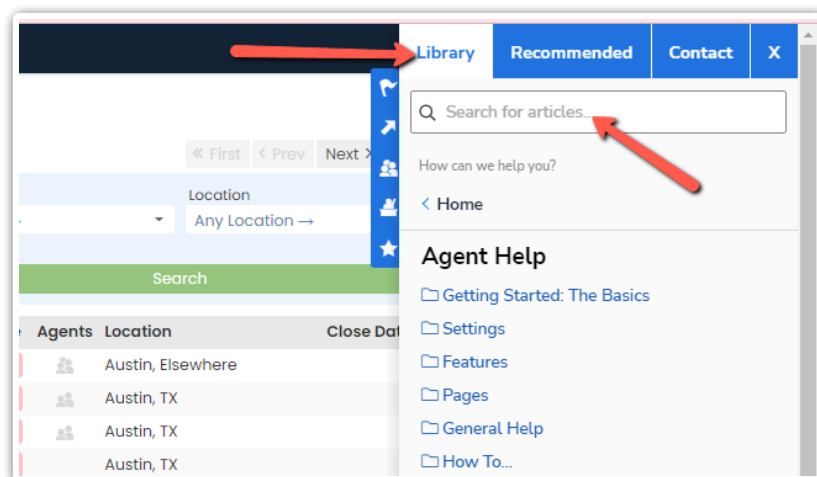 Library Recommended Contact X
Search for articles...
How can we help you?
Home
Agent Help
Getting Started: The Basics
Settings
Features
Pages
General Help
How To...
First Prev Next
Location
Any Location →
Search
Agents Location Close Dat
Austin, Elsewhere
Austin, TX
Austin, TX
Austin, TX